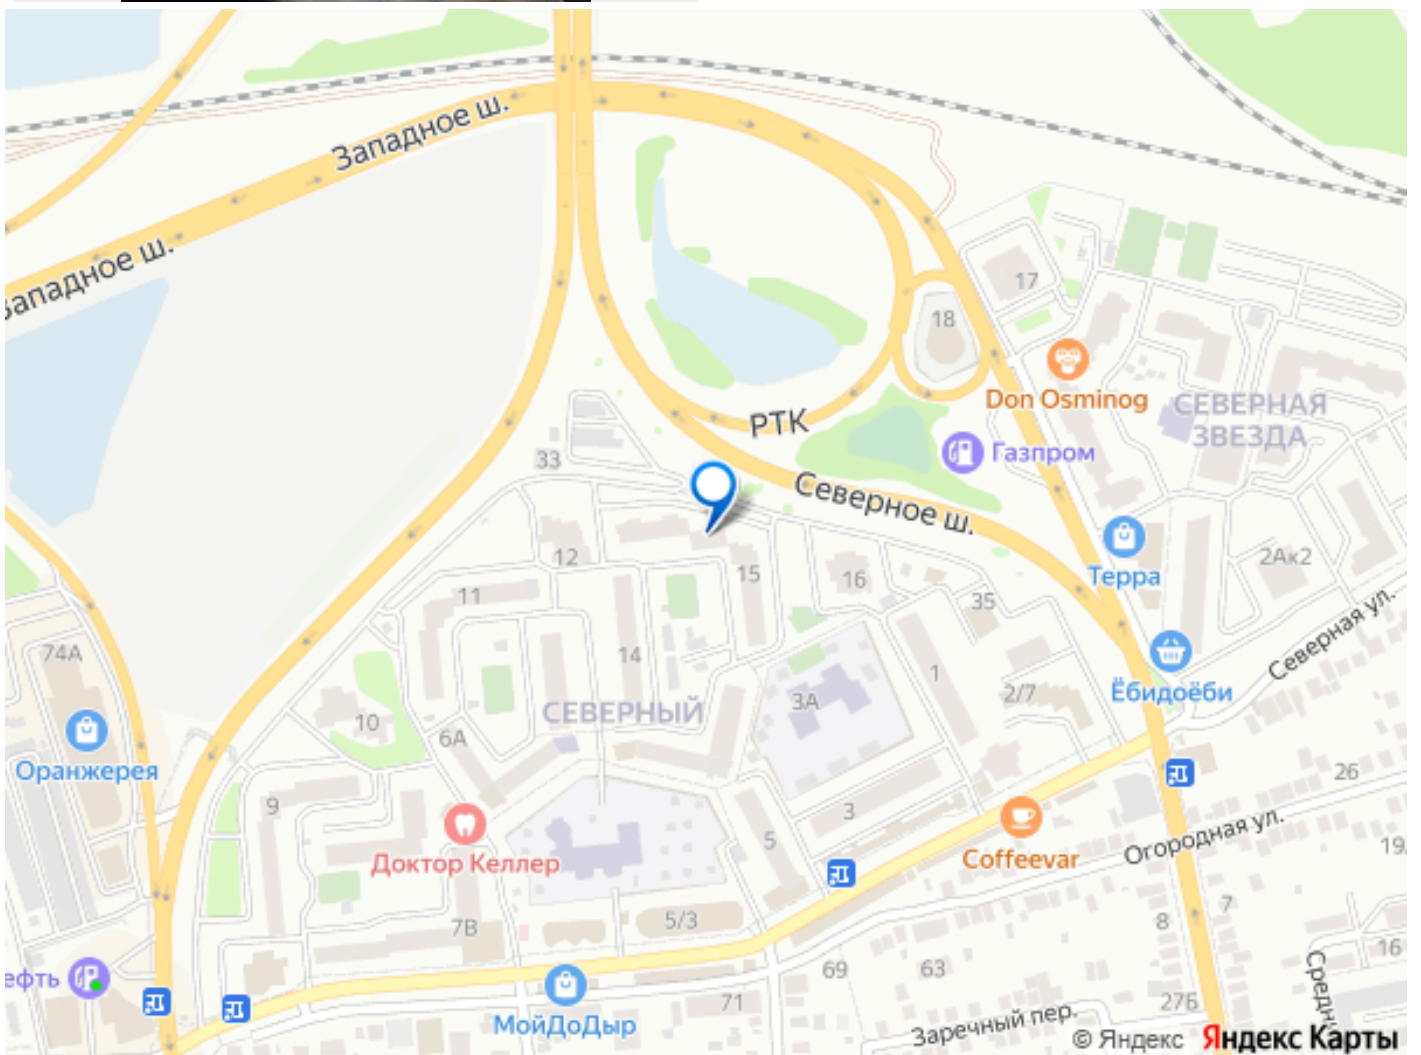 Западное ш.
Западное ш.
17
18
Don Osminog
СЕВЕРНАЯ
ЗВЕЗДА
РТК
Газпром
33
Северное ш.
Терра
2Ак2
12
15
16
11
35
Северная ул.
74А
14
1
Ёбидоёби
3А
2/7
СЕВЕРНЫЙ
10
6А
Оранжерея
26
9
3
5
Огородная ул.
19
Доктор Келлер
Coffeevar
7
5/3
8
7В
16
69
63
ефть
Средн
71
27Б
МойДоДыр
Заречный пер.
© Яндекс Яндекс Карты